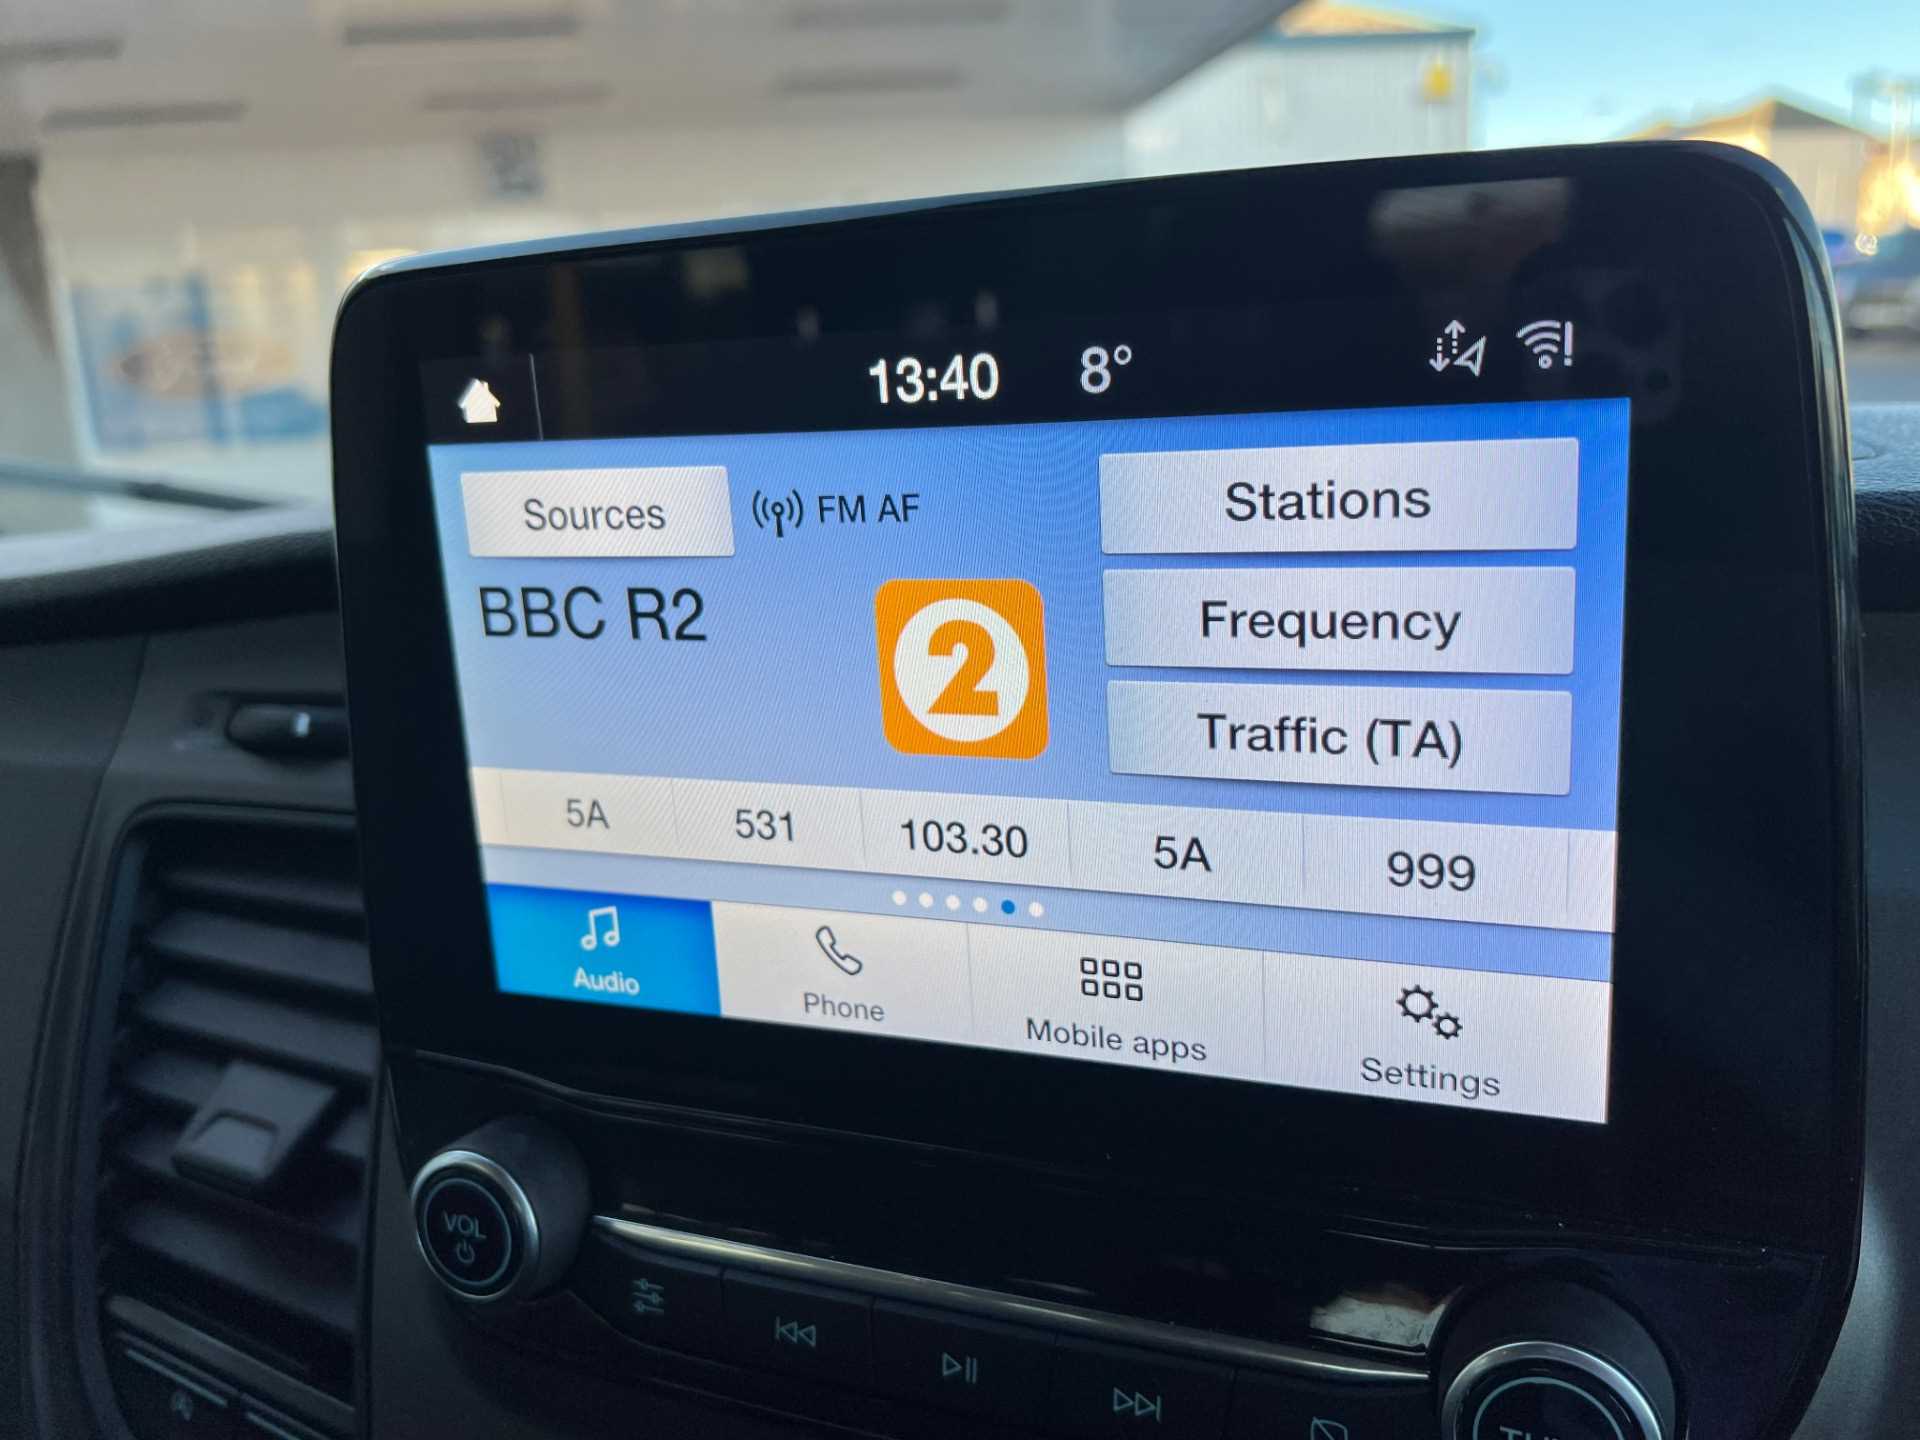 13:40 8°
Sources FM AF
Stations
BBC R2
2
Frequency
Traffic (TA)
5A 531 103.30 5A 999
Audio Phone Mobile apps Settings
VOL